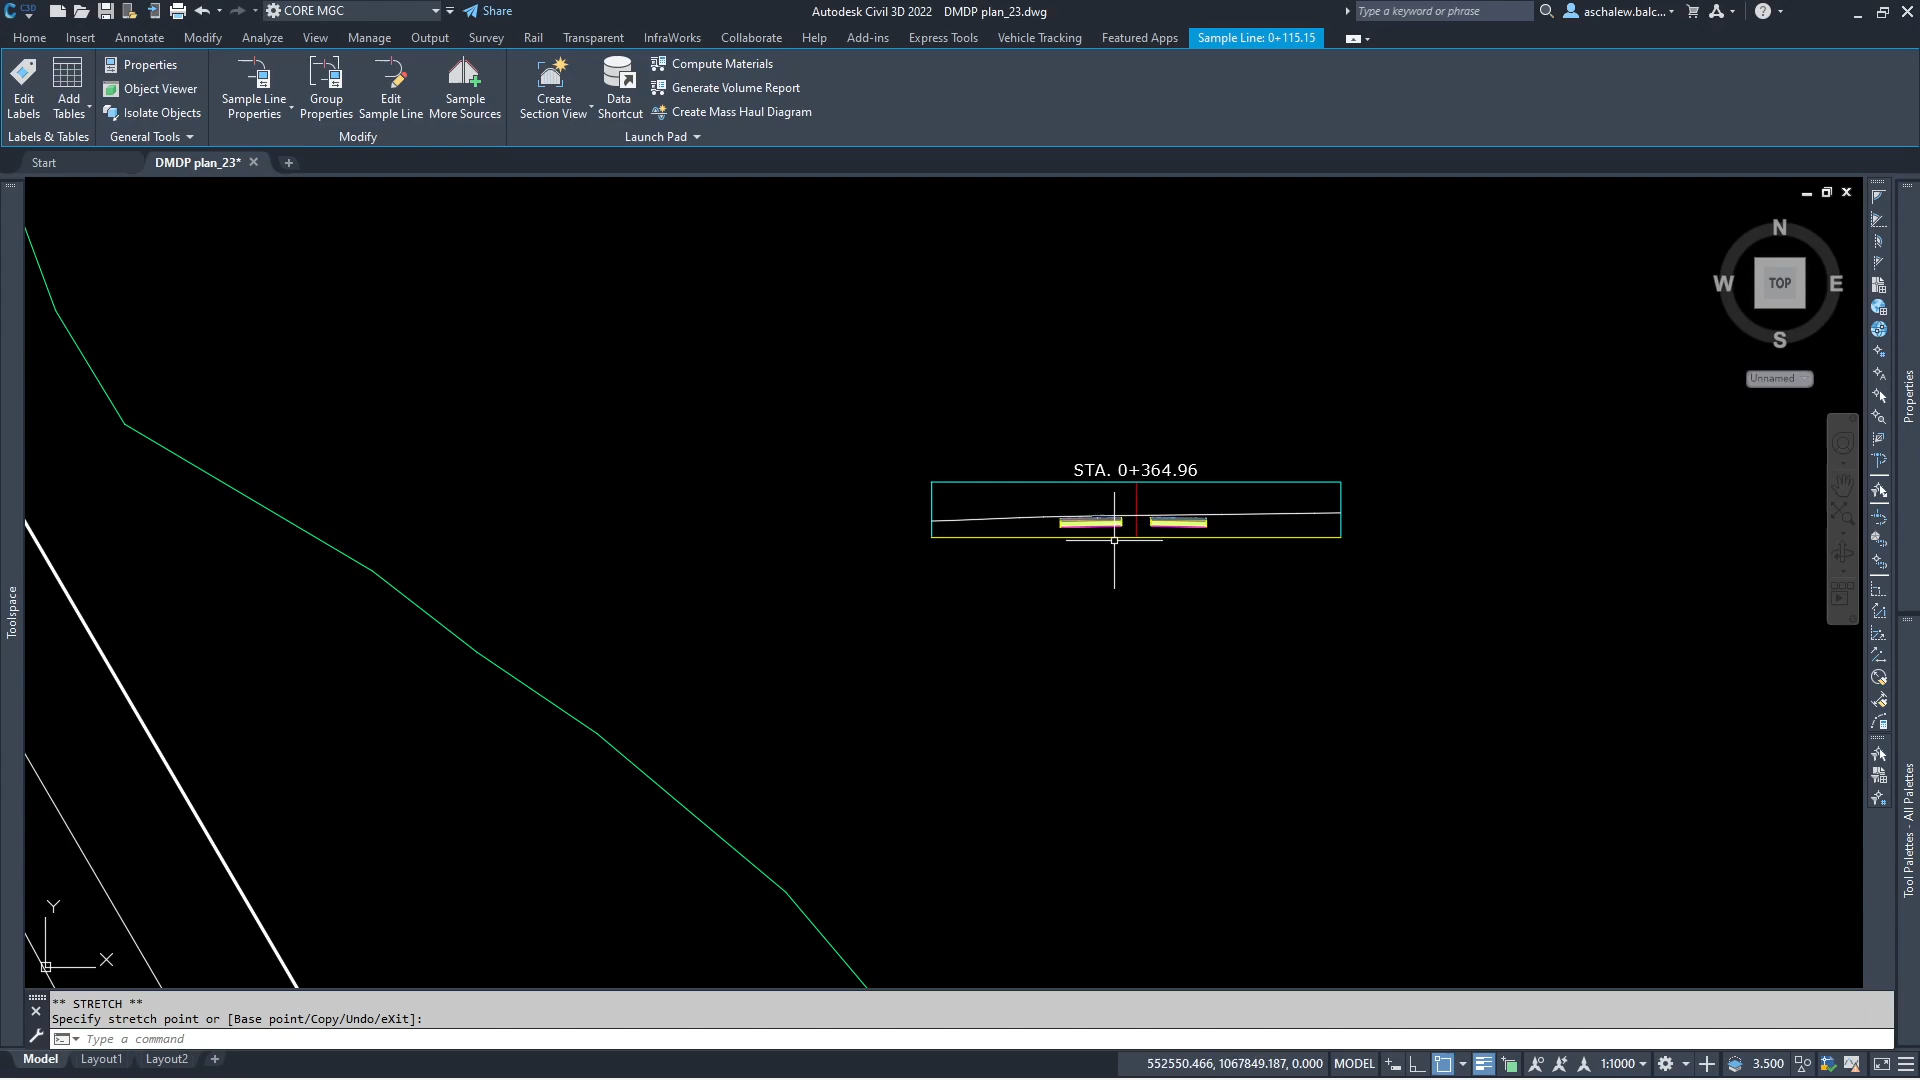 C3D CORE MGC Share Autodesk Civil 3D 2022 DMDP plan_23.dwg Type a keyword or phrase aschalew.balc...
Home Insert Annotate Modify Analyze View Manage Output Survey Rail Transparent InfraWorks Collaborate Help Add-ins Express Tools Vehicle Tracking Featured Apps Sample Line: 0+115.15
Edit Labels
Add Tables
Properties
Object Viewer
Isolate Objects
Sample Line Properties
Group Properties
Edit Sample Line
Sample More Sources
Create Section View
Data Shortcut
Compute Materials
Generate Volume Report
Create Mass Haul Diagram
Labels & Tables General Tools Modify Launch Pad
Start DMDP plan_23*
N
W TOP E
S
Unnamed
Properties
Toolspace
Tool Palettes - All Palettes
STA. 0+364.96
Y
X
** STRETCH **
Specify stretch point or [Base point/Copy/Undo/eXit]:
Type a command
Model Layout1 Layout2
552550.466, 1067849.187, 0.000 MODEL 1:1000 3.500